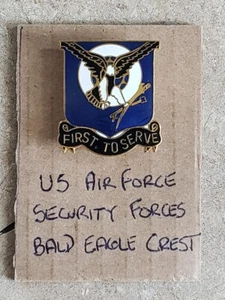 FIRST TO SERVE
US AIR FORCE
SECURITY FORCES
BALD EAGLE CREST